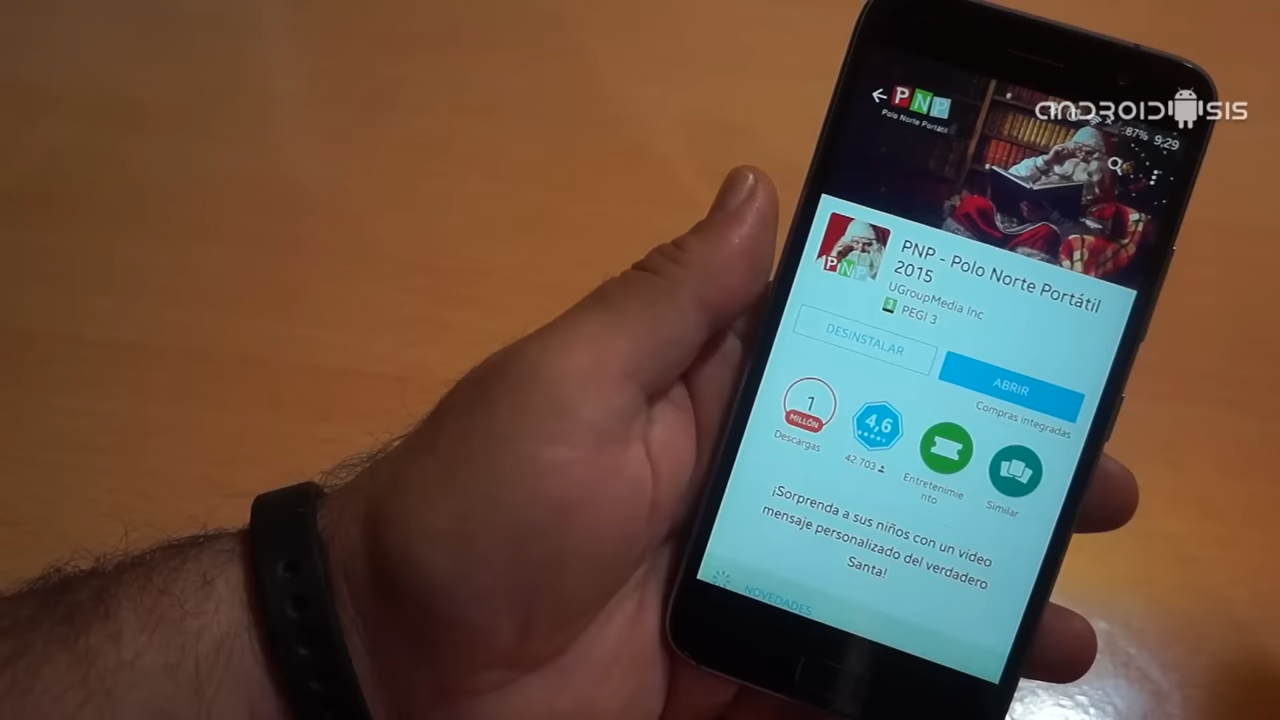 ANDROIDSIS
PNP
Polo Norte Portátil
87% 9:29
PNP
PNP - Polo Norte Portátil
2015
UGroupMedia Inc
3 PEGI 3
DESINSTALAR
ABRIR
Compras integradas
1
MILLÓN
Descargas
4,6
42.703
Entretenimie
nto
Similar
¡Sorprenda a sus niños con un video
mensaje personalizado del verdadero
Santa!
NOVEDADES